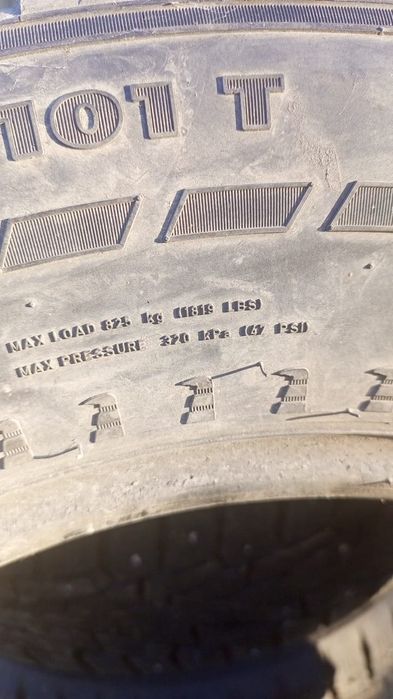 101 T
MAX LOAD 825 kg (1819 LBS)
MAX PRESSURE 320 kPa (47 PSI)